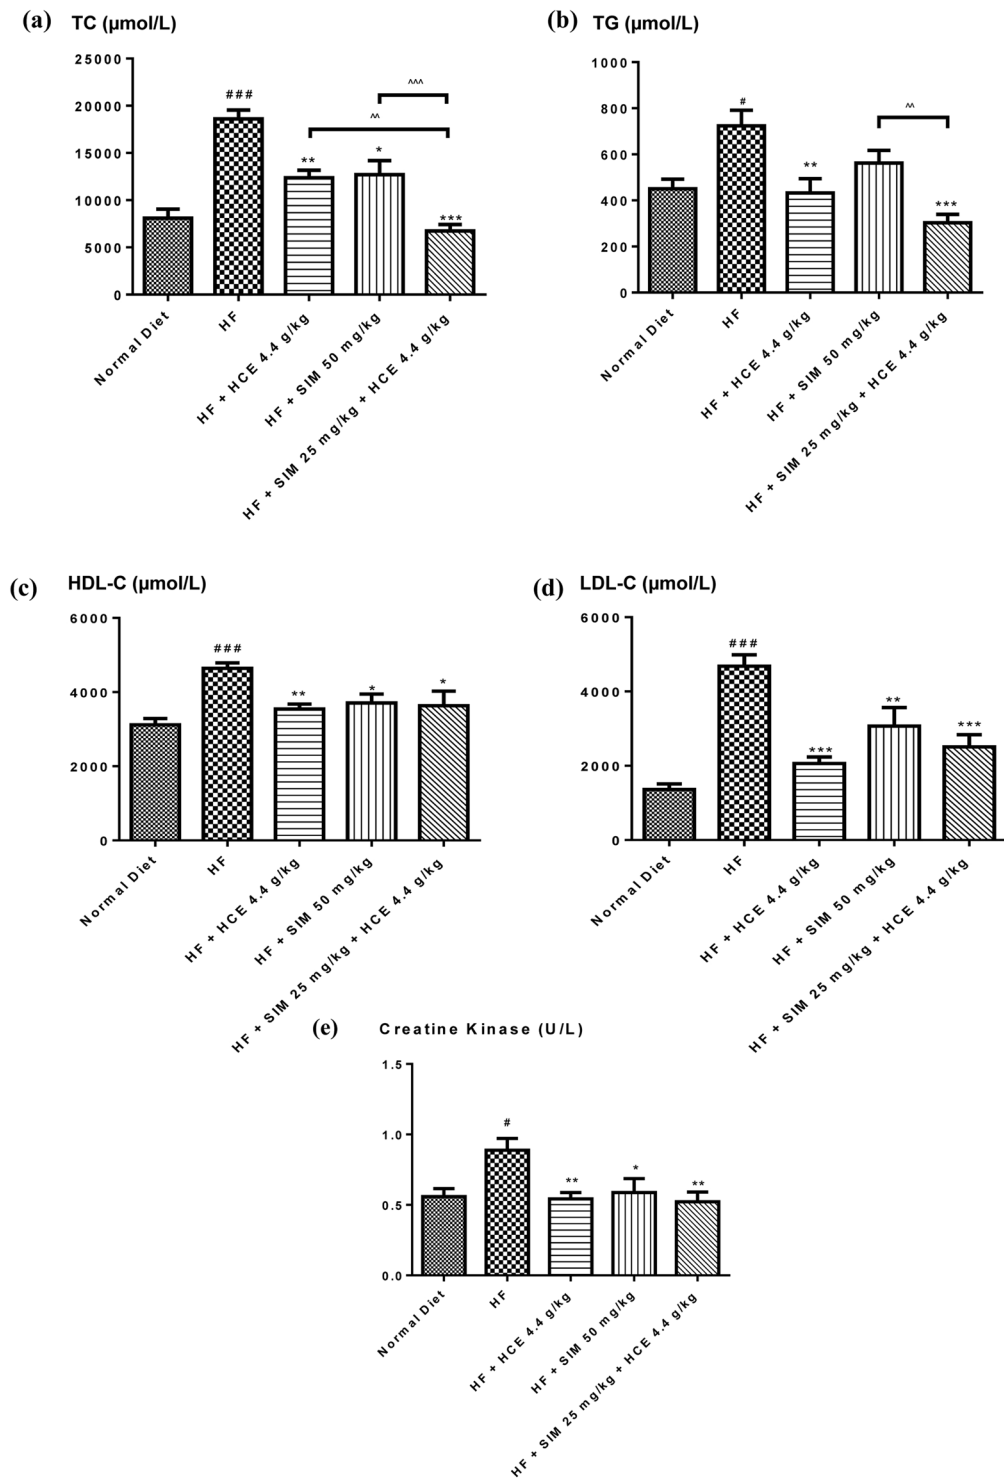 (a) TC (µmol/L)
25000
20000
15000
10000
5000
0
###
**
*
***
^^
^^^
Normal Diet
HF
HF + HCE 4.4 g/kg
HF + SIM 50 mg/kg
HF + SIM 25 mg/kg + HCE 4.4 g/kg
(b) TG (µmol/L)
1000
800
600
400
200
0
#
**
^^
***
Normal Diet
HF
HF + HCE 4.4 g/kg
HF + SIM 50 mg/kg
HF + SIM 25 mg/kg + HCE 4.4 g/kg
(c) HDL-C (µmol/L)
6000
4000
2000
0
###
**
*
*
Normal Diet
HF
HF + HCE 4.4 g/kg
HF + SIM 50 mg/kg
HF + SIM 25 mg/kg + HCE 4.4 g/kg
(d) LDL-C (µmol/L)
6000
4000
2000
0
###
***
**
***
Normal Diet
HF
HF + HCE 4.4 g/kg
HF + SIM 50 mg/kg
HF + SIM 25 mg/kg + HCE 4.4 g/kg
(e) Creatine Kinase (U/L)
1.5
1.0
0.5
0.0
#
**
*
**
Normal Diet
HF
HF + HCE 4.4 g/kg
HF + SIM 50 mg/kg
HF + SIM 25 mg/kg + HCE 4.4 g/kg